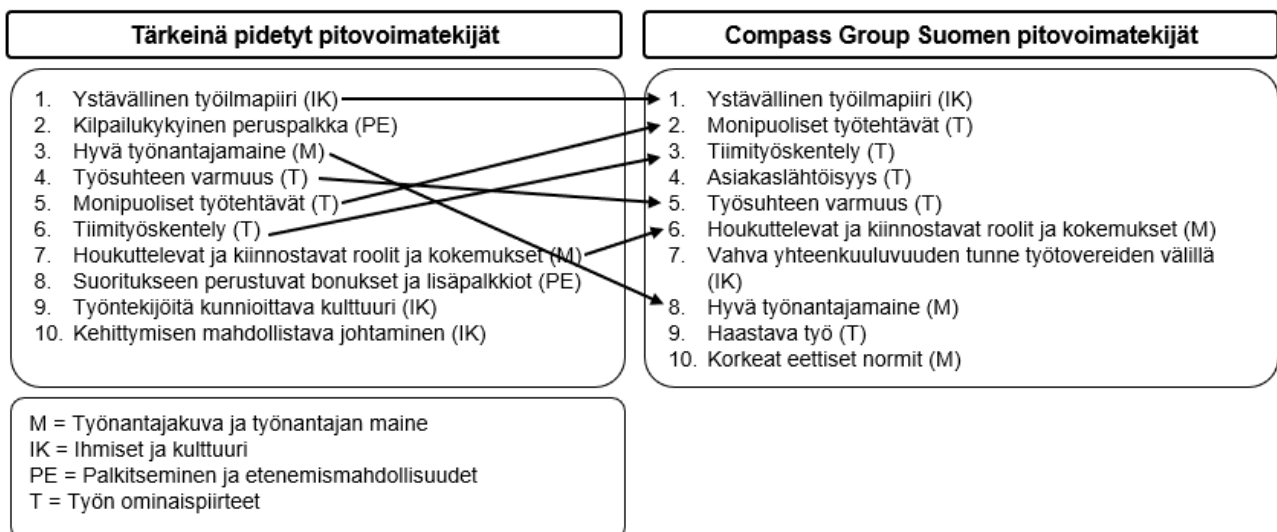 Tärkeinä pidetyt pitovoimatekijät
1. Ystävällinen työilmapiiri (IK)
2. Kilpailukykyinen peruspalkka (PE)
3. Hyvä työnantajamaine (M)
4. Työsuhteen varmuus (T)
5. Monipuoliset työtehtävät (T)
6. Tiimityöskentely (T)
7. Houkuttelevat ja kiinnostavat roolit ja kokemukset (M)
8. Suoritukseen perustuvat bonukset ja lisäpalkkiot (PE)
9. Työntekijöitä kunnioittava kulttuuri (IK)
10. Kehittymisen mahdollistava johtaminen (IK)
Compass Group Suomen pitovoimatekijät
1. Ystävällinen työilmapiiri (IK)
2. Monipuoliset työtehtävät (T)
3. Tiimityöskentely (T)
4. Asiakaslähtöisyys (T)
5. Työsuhteen varmuus (T)
6. Houkuttelevat ja kiinnostavat roolit ja kokemukset (M)
7. Vahva yhteenkuuluvuuden tunne työtovereiden välillä
(IK)
8. Hyvä työnantajamaine (M)
9. Haastava työ (T)
10. Korkeat eettiset normit (M)
M = Työnantajakuva ja työnantajan maine
IK = Ihmiset ja kulttuuri
PE = Palkitseminen ja etenemismahdollisuudet
T = Työn ominaispiirteet